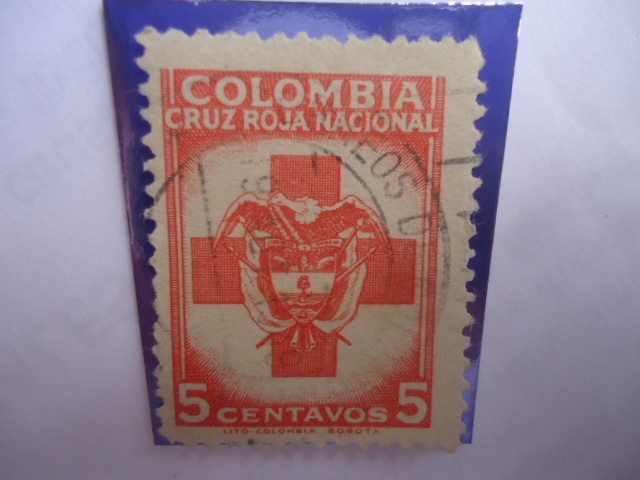 COLOMBIA
CRUZ ROJA NACIONAL
5 CENTAVOS 5
LITO-COLOMBIA BOGOTA